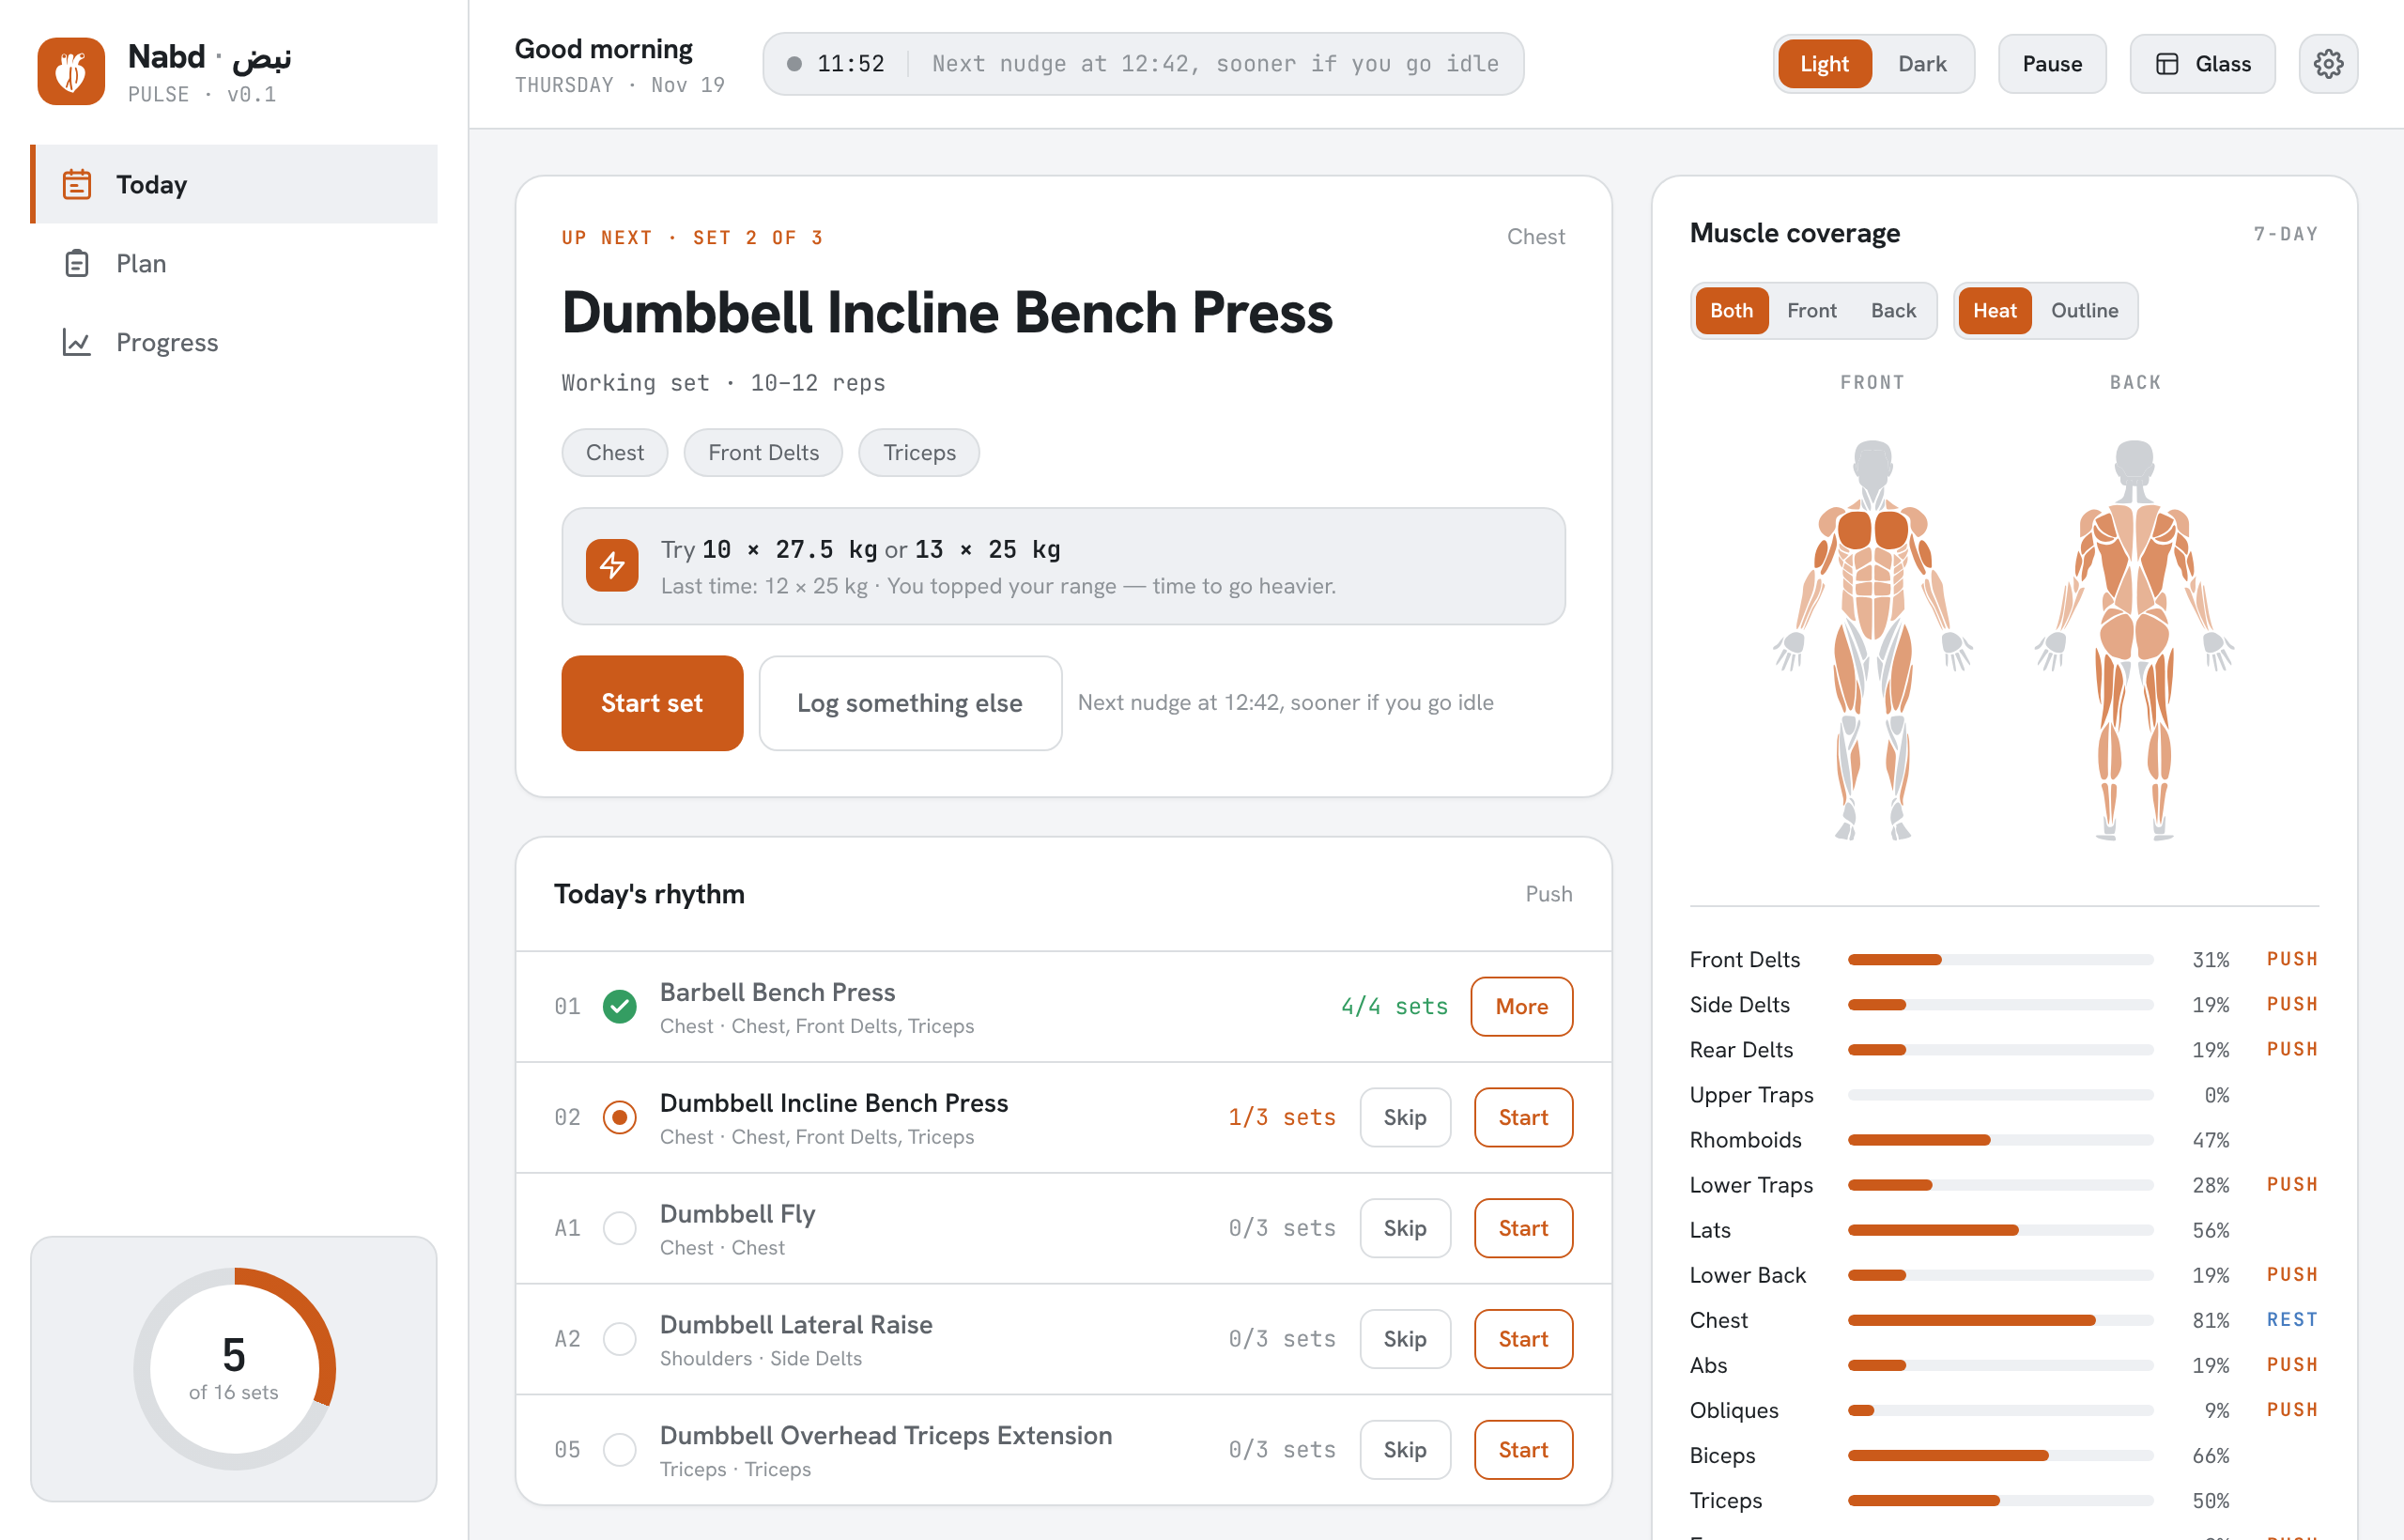 Nabd · نبض
PULSE · v0.1
Today
Plan
Progress
5
of 16 sets
Good morning
THURSDAY · Nov 19
11:52
Next nudge at 12:42, sooner if you go idle
Light
Dark
Pause
Glass
UP NEXT · SET 2 OF 3
Chest
Dumbbell Incline Bench Press
Working set · 10–12 reps
Chest
Front Delts
Triceps
Try 10 × 27.5 kg or 13 × 25 kg
Last time: 12 × 25 kg · You topped your range — time to go heavier.
Start set
Log something else
Next nudge at 12:42, sooner if you go idle
Today's rhythm
Push
01
Barbell Bench Press
Chest · Chest, Front Delts, Triceps
4/4 sets
More
02
Dumbbell Incline Bench Press
Chest · Chest, Front Delts, Triceps
1/3 sets
Skip
Start
A1
Dumbbell Fly
Chest · Chest
0/3 sets
Skip
Start
A2
Dumbbell Lateral Raise
Shoulders · Side Delts
0/3 sets
Skip
Start
05
Dumbbell Overhead Triceps Extension
Triceps · Triceps
0/3 sets
Skip
Start
Muscle coverage
7-DAY
Both
Front
Back
Heat
Outline
FRONT
BACK
Front Delts 31% PUSH
Side Delts 19% PUSH
Rear Delts 19% PUSH
Upper Traps 0%
Rhomboids 47%
Lower Traps 28% PUSH
Lats 56%
Lower Back 19% PUSH
Chest 81% REST
Abs 19% PUSH
Obliques 9% PUSH
Biceps 66%
Triceps 50%